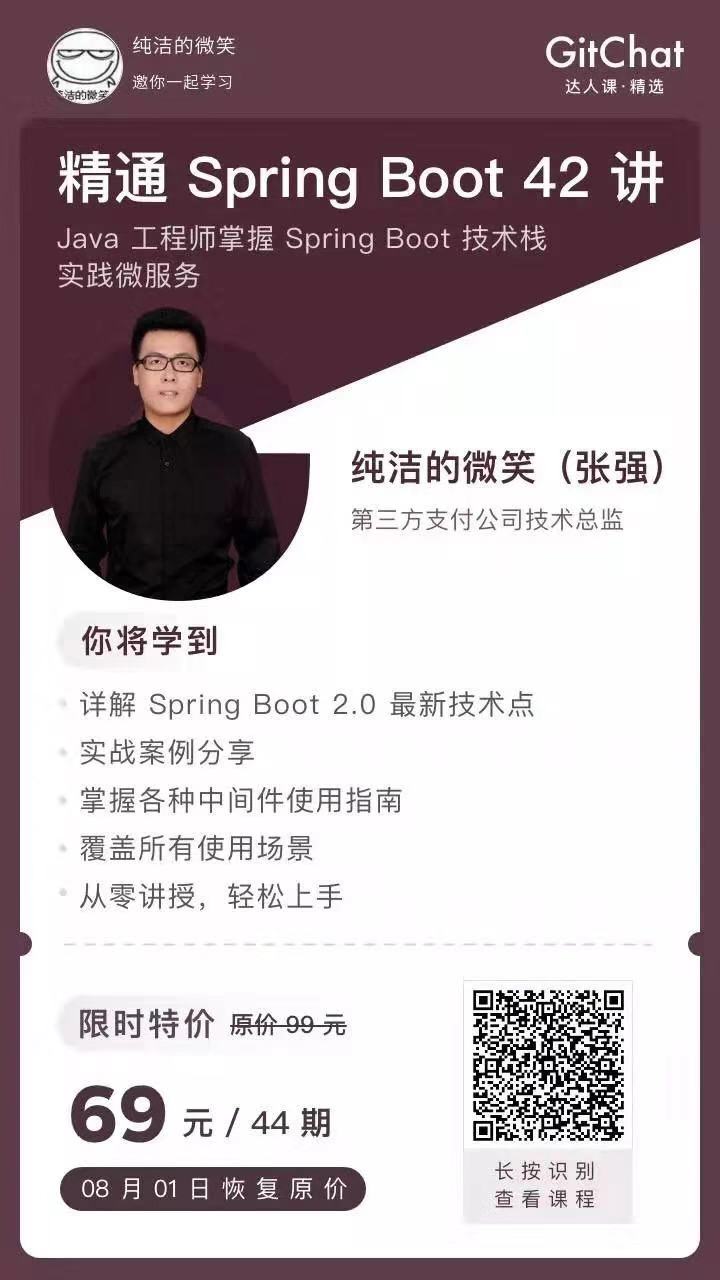 纯洁的微笑
邀你一起学习
GitChat
达人课·精选
精通 Spring Boot 42 讲
Java 工程师掌握 Spring Boot 技术栈
实践微服务
纯洁的微笑（张强）
第三方支付公司技术总监
你将学到
详解 Spring Boot 2.0 最新技术点
实战案例分享
掌握各种中间件使用指南
覆盖所有使用场景
从零讲授，轻松上手
限时特价 原价 99 元
69 元 / 44 期
08 月 01 日 恢 复 原 价
长按识别
查看课程